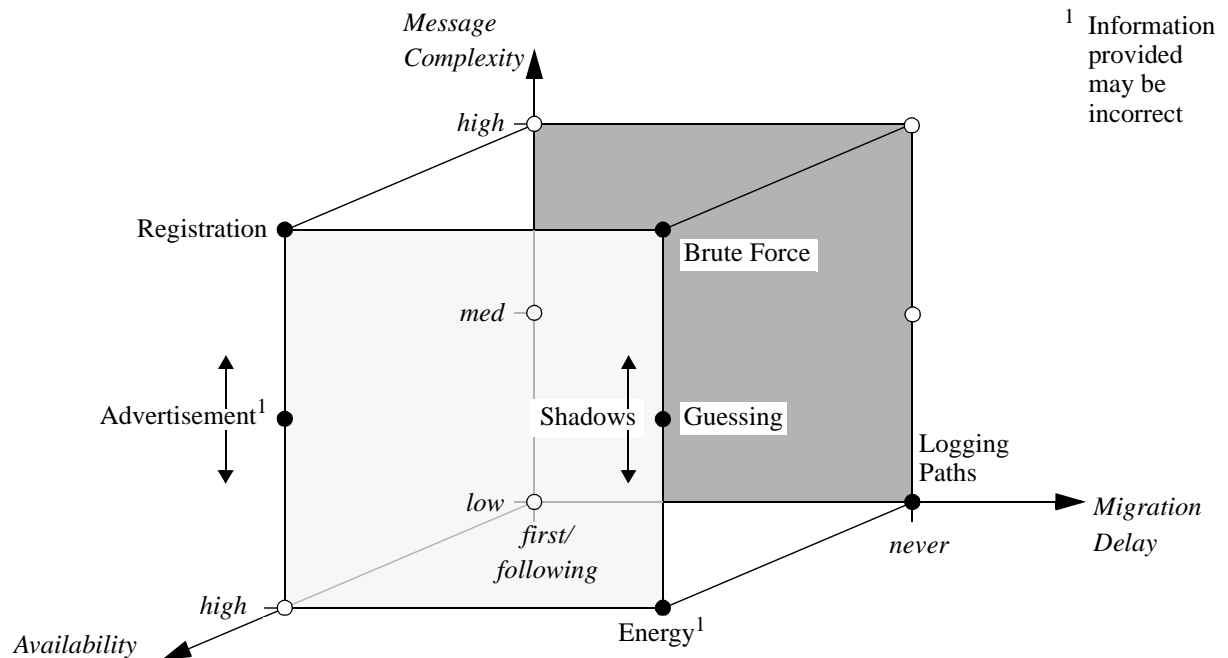 Message
Complexity
1 Information
provided
may be
incorrect
high
Registration
Brute Force
med
Advertisement1
Shadows
Guessing
Logging
Paths
low
first/
following
never
Migration
Delay
high
Energy1
Availability